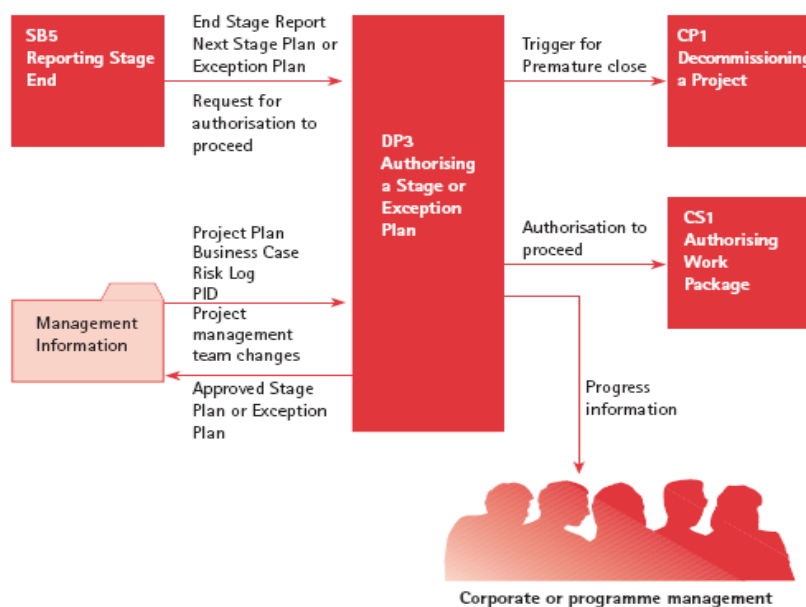 SB5
Reporting Stage
End
End Stage Report
Next Stage Plan or
Exception Plan
Request for
authorisation to
proceed
DP3
Authorising
a Stage or
Exception
Plan
Trigger for
Premature close
CP1
Decommissioning
a Project
Authorisation to
proceed
CS1
Authorising
Work
Package
Management
Information
Project Plan
Business Case
Risk Log
PID
Project
management
team changes
Approved Stage
Plan or Exception
Plan
Progress
information
Corporate or programme management